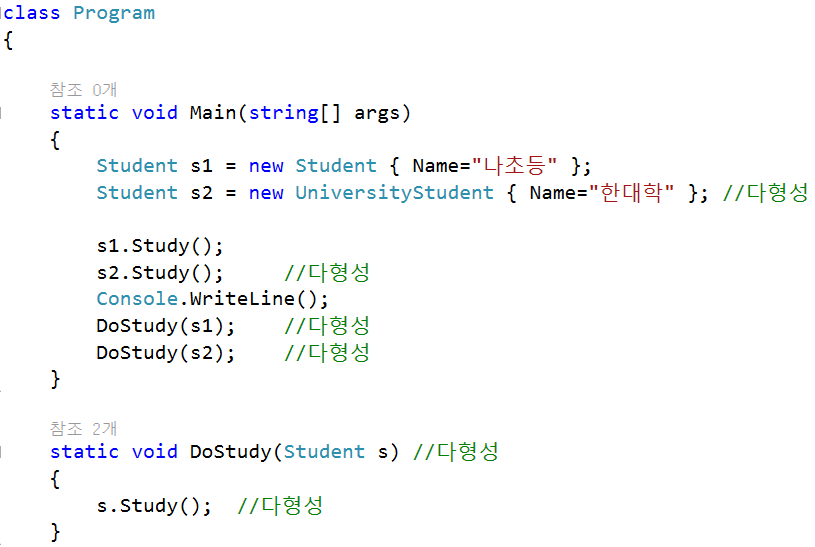 class Program
{
참조 0개
static void Main(string[] args)
{
Student s1 = new Student { Name="나초등" };
Student s2 = new UniversityStudent { Name="한대학" }; //다형성
s1.Study();
s2.Study(); //다형성
Console.WriteLine();
DoStudy(s1); //다형성
DoStudy(s2); //다형성
}
참조 2개
static void DoStudy(Student s) //다형성
{
s.Study(); //다형성
}